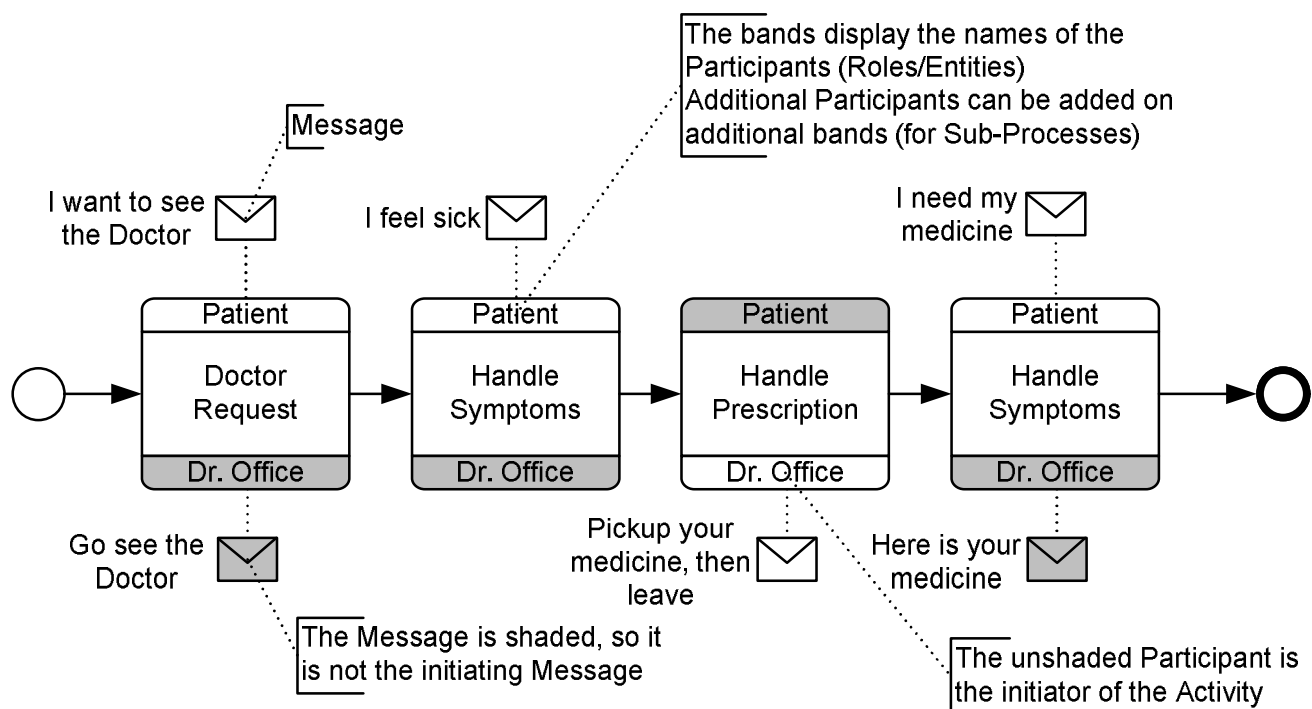 The bands display the names of the
Participants (Roles/Entities)
Additional Participants can be added on
additional bands (for Sub-Processes)
Message
I want to see
the Doctor
I feel sick
I need my
medicine
Patient
Doctor
Request
Dr. Office
Patient
Handle
Symptoms
Dr. Office
Patient
Handle
Prescription
Dr. Office
Patient
Handle
Symptoms
Dr. Office
Go see the
Doctor
Pickup your
medicine, then
leave
Here is your
medicine
The Message is shaded, so it
is not the initiating Message
The unshaded Participant is
the initiator of the Activity